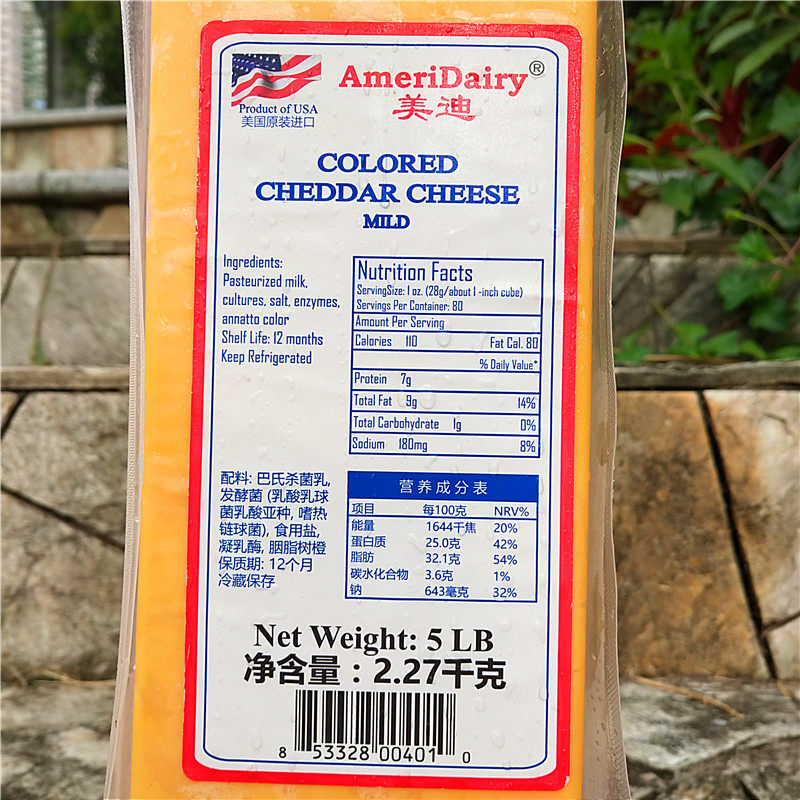 AmeriDairy®
美迪
Product of USA
美国原装进口
COLORED
CHEDDAR CHEESE
MILD
Ingredients:
Pasteurized milk,
cultures, salt, enzymes,
annatto color
Shelf Life: 12 months
Keep Refrigerated
Nutrition Facts
ServingSize: 1 oz. (28g/about 1 -inch cube)
Servings Per Container: 80
Amount Per Serving
Calories 110 Fat Cal. 80
% Daily Value*
Protein 7g
Total Fat 9g 14%
Total Carbohydrate 1g 0%
Sodium 180mg 8%
配料: 巴氏杀菌乳,
发酵菌 (乳酸乳球
菌乳酸亚种, 嗜热
链球菌), 食用盐,
凝乳酶, 胭脂树橙
保质期: 12个月
冷藏保存
营养成分表
项目 每100克 NRV%
能量 1644千焦 20%
蛋白质 25.0克 42%
脂肪 32.1克 54%
碳水化合物 3.6克 1%
钠 643毫克 32%
Net Weight: 5 LB
净含量：2.27千克
8 53328 00401 0